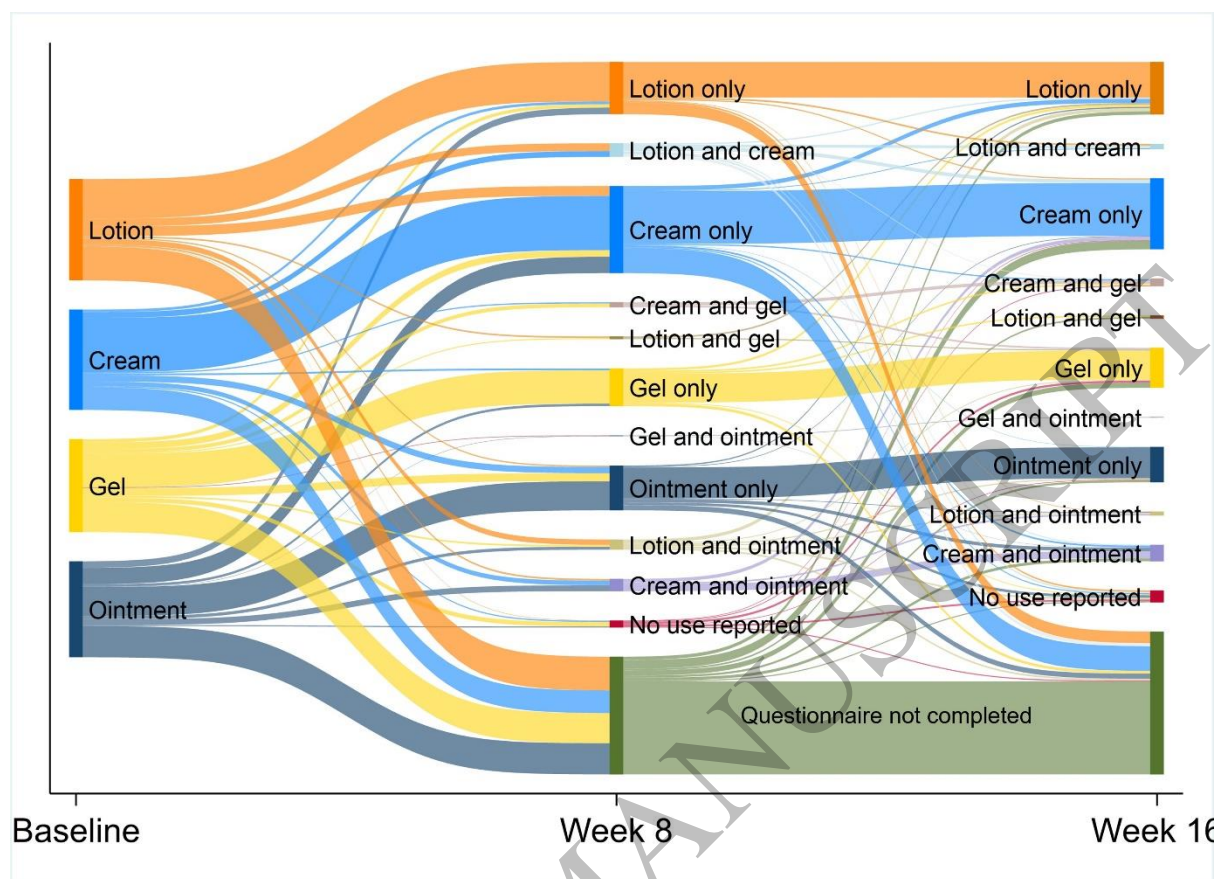 Lotion
Cream
Gel
Ointment
Lotion only
Lotion and cream
Cream only
Cream and gel
Lotion and gel
Gel only
Gel and ointment
Ointment only
Lotion and ointment
Cream and ointment
No use reported
Questionnaire not completed
Lotion only
Lotion and cream
Cream only
Cream and gel
Lotion and gel
Gel only
Gel and ointment
Ointment only
Lotion and ointment
Cream and ointment
No use reported
Baseline
Week 8
Week 16
MANUSCRIPT